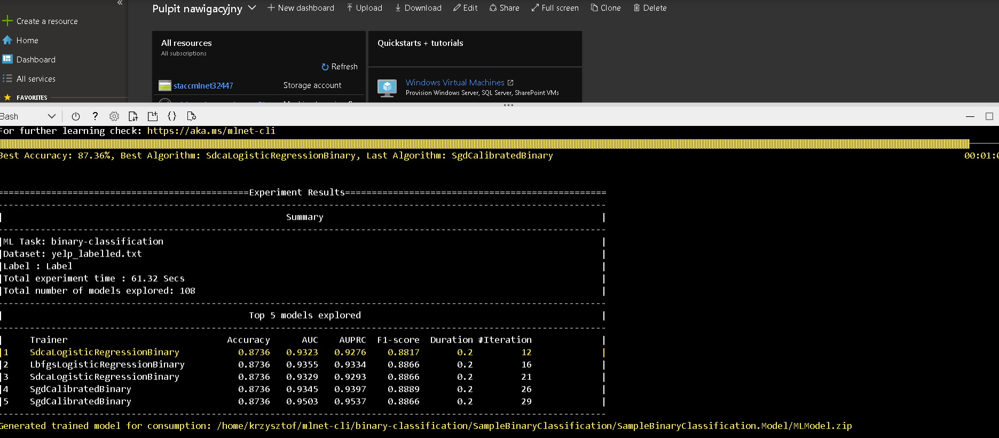 «
Create a resource
Home
Dashboard
All services
FAVORITES
Pulpit nawigacyjny New dashboard Upload Download Edit Share Full screen Clone Delete
All resources
All subscriptions
Refresh
staccmlnet32447 Storage account
Quickstarts + tutorials
Windows Virtual Machines
Provision Windows Server, SQL Server, SharePoint VMs
Bash
For further learning check: https://aka.ms/mlnet-cli
Best Accuracy: 87.36%, Best Algorithm: SdcaLogisticRegressionBinary, Last Algorithm: SgdCalibratedBinary 00:01:0
Experiment Results
Summary
ML Task: binary-classification
Dataset: yelp_labelled.txt
Label : Label
Total experiment time : 61.32 Secs
Total number of models explored: 108
Top 5 models explored
Trainer Accuracy AUC AUPRC F1-score Duration #Iteration
1 SdcaLogisticRegressionBinary 0.8736 0.9323 0.9276 0.8817 0.2 12
2 LbfgsLogisticRegressionBinary 0.8736 0.9355 0.9334 0.8866 0.2 16
3 SdcaLogisticRegressionBinary 0.8736 0.9329 0.9293 0.8866 0.2 21
4 SgdCalibratedBinary 0.8736 0.9345 0.9397 0.8889 0.2 26
5 SgdCalibratedBinary 0.8736 0.9503 0.9537 0.8866 0.2 29
Generated trained model for consumption: /home/krzysztof/mlnet-cli/binary-classification/SampleBinaryClassification/SampleBinaryClassification.Model/MLModel.zip